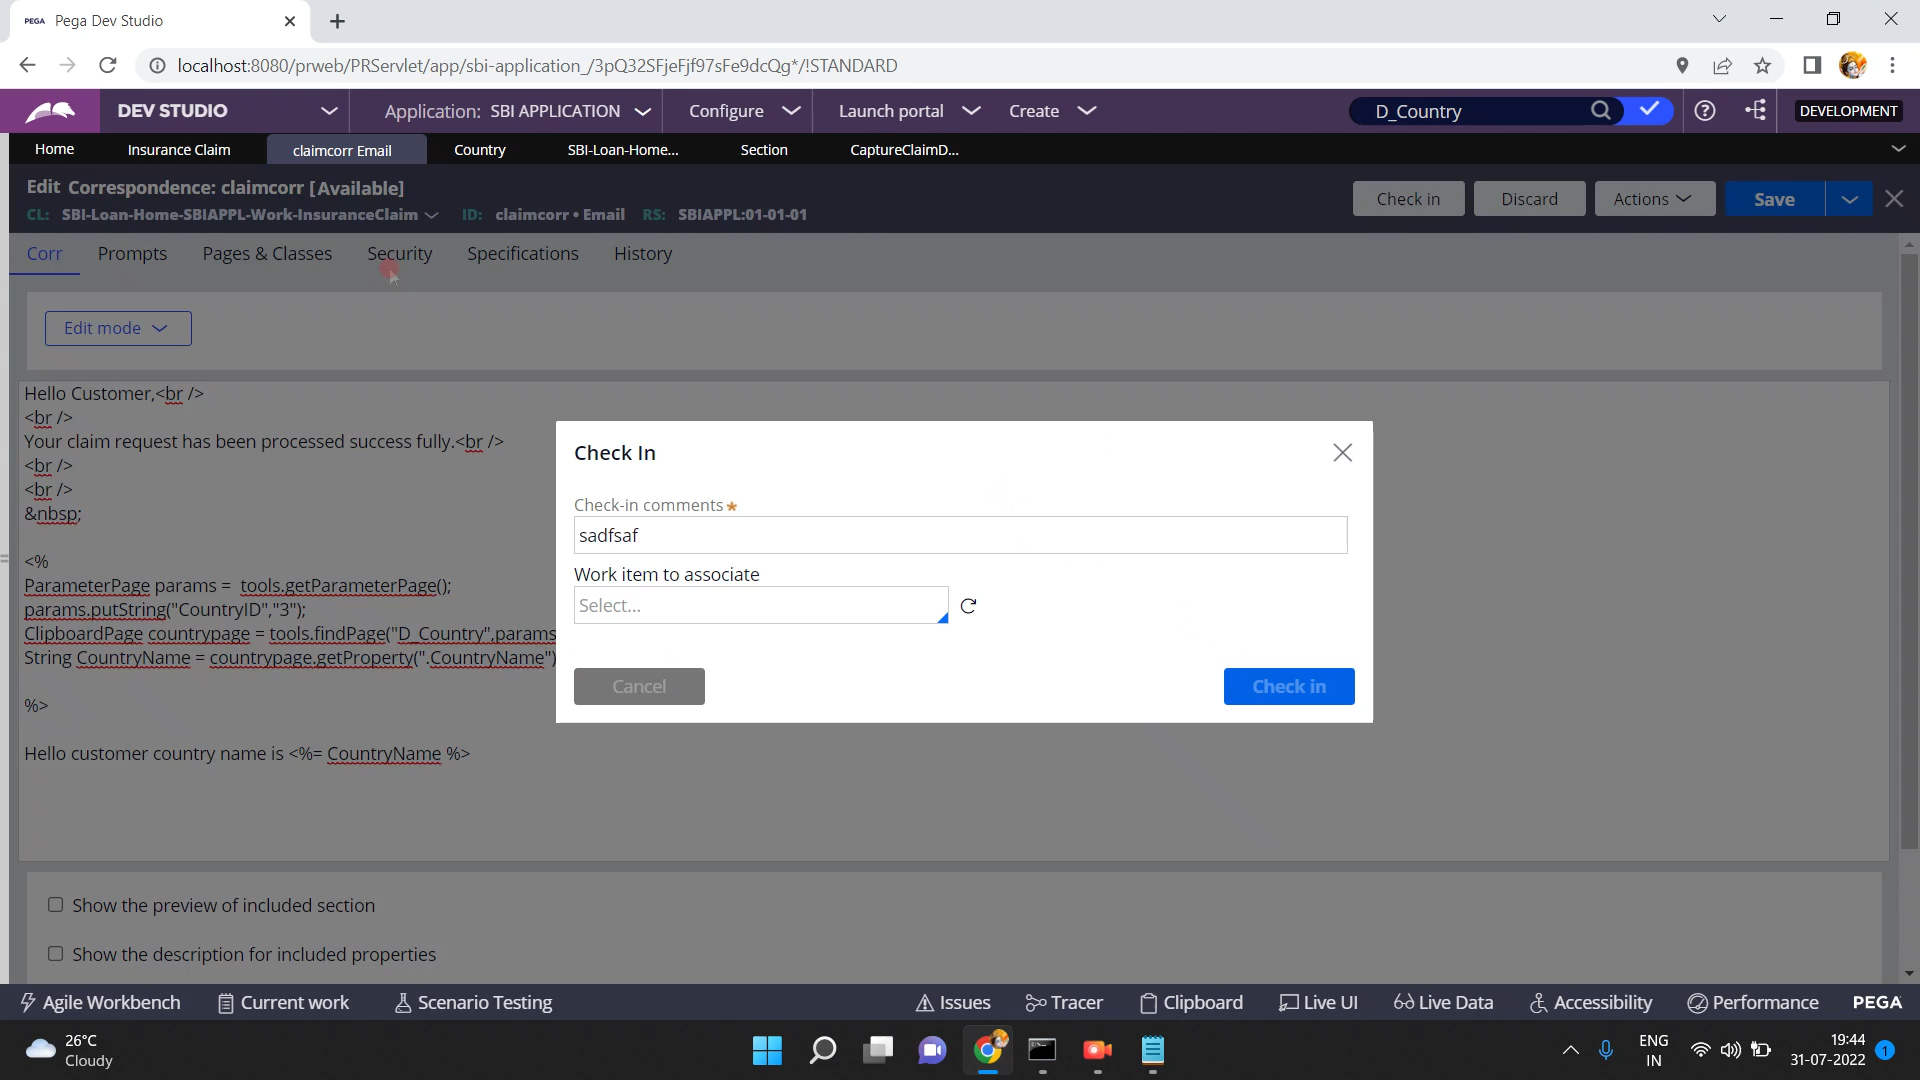 PEGA Pega Dev Studio
localhost:8080/prweb/PRServlet/app/sbi-application_/3pQ32SFjeFjf97sFe9dcQg*/!STANDARD
DEV STUDIO Application: SBI APPLICATION Configure Launch portal Create D_Country DEVELOPMENT
Home Insurance Claim claimcorr Email Country SBI-Loan-Home... Section CaptureClaimD...
Edit Correspondence: claimcorr [Available]
Check in Discard Actions Save
CL: SBI-Loan-Home-SBIAPPL-Work-InsuranceClaim ID: claimcorr • Email RS: SBIAPPL:01-01-01
Corr Prompts Pages & Classes Security Specifications History
Edit mode
Hello Customer,<br />
<br />
Your claim request has been processed success fully.<br />
<br />
<br />
&nbsp;
<%
ParameterPage params = tools.getParameterPage();
params.putString("CountryID","3");
ClipboardPage countrypage = tools.findPage("D_Country",params
String CountryName = countrypage.getProperty(".CountryName")
%>
Hello customer country name is <%= CountryName %>
Check In
Check-in comments*
sadfsaf
Work item to associate
Select...
Cancel Check in
Show the preview of included section
Show the description for included properties
Agile Workbench Current work Scenario Testing Issues Tracer Clipboard Live UI Live Data Accessibility Performance PEGA
26°C
Cloudy
ENG
IN
19:44
31-07-2022
1